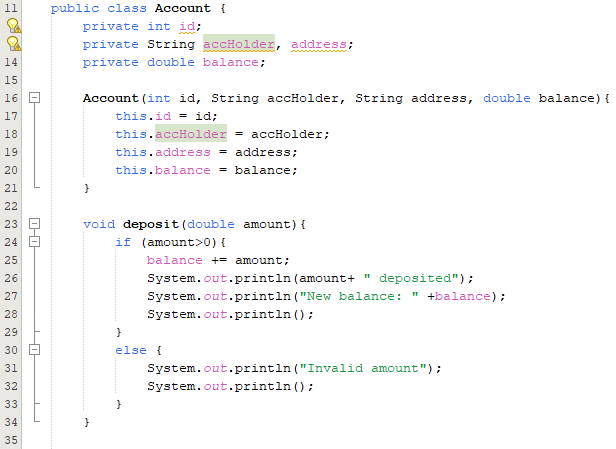 11 public class Account {
private int id;
private String accHolder, address;
14 private double balance;
15
16 Account(int id, String accHolder, String address, double balance){
17 this.id = id;
18 this.accHolder = accHolder;
19 this.address = address;
20 this.balance = balance;
21 }
22
23 void deposit(double amount){
24 if (amount>0){
25 balance += amount;
26 System.out.println(amount+ " deposited");
27 System.out.println("New balance: " +balance);
28 System.out.println();
29 }
30 else {
31 System.out.println("Invalid amount");
32 System.out.println();
33 }
34 }
35